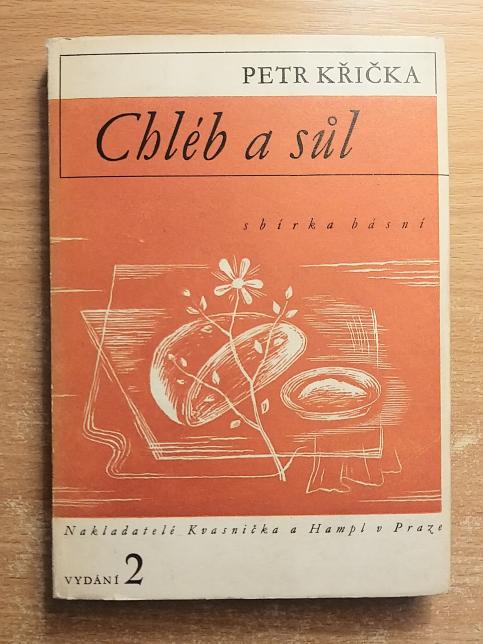 PETR KŘIČKA
Chléb a sůl
sbírka básní
Nakladatelé Kvasnička a Hampl v Praze
VYDÁNÍ 2